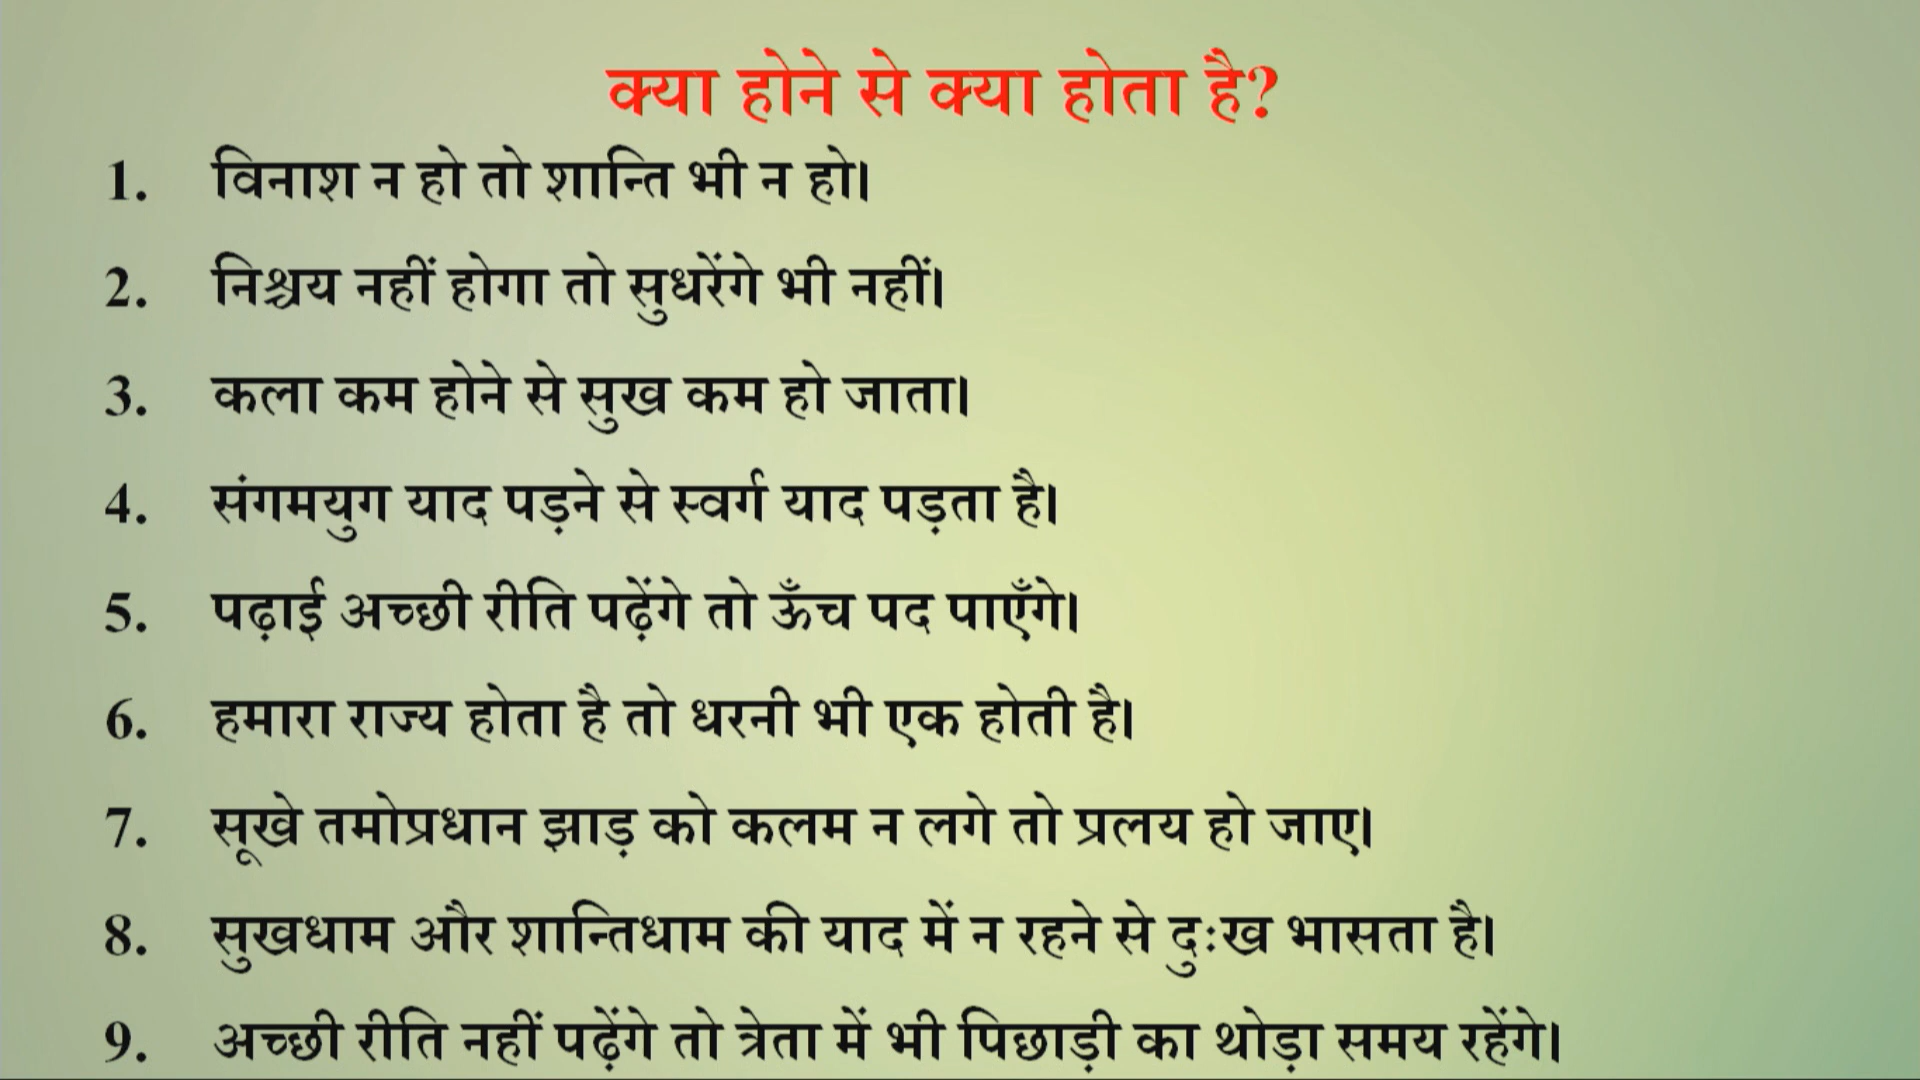 क्या होने से क्या होता है?
1. विनाश न हो तो शान्ति भी न हो।
2. निश्चय नहीं होगा तो सुधरेंगे भी नहीं।
3. कला कम होने से सुख कम हो जाता।
4. संगमयुग याद पड़ने से स्वर्ग याद पड़ता है।
5. पढ़ाई अच्छी रीति पढ़ेंगे तो ऊँच पद पाएँगे।
6. हमारा राज्य होता है तो धरनी भी एक होती है।
7. सूखे तमोप्रधान झाड़ को कलम न लगे तो प्रलय हो जाए।
8. सुखधाम और शान्तिधाम की याद में न रहने से दुःख भासता है।
9. अच्छी रीति नहीं पढ़ेंगे तो त्रेता में भी पिछाड़ी का थोड़ा समय रहेंगे।